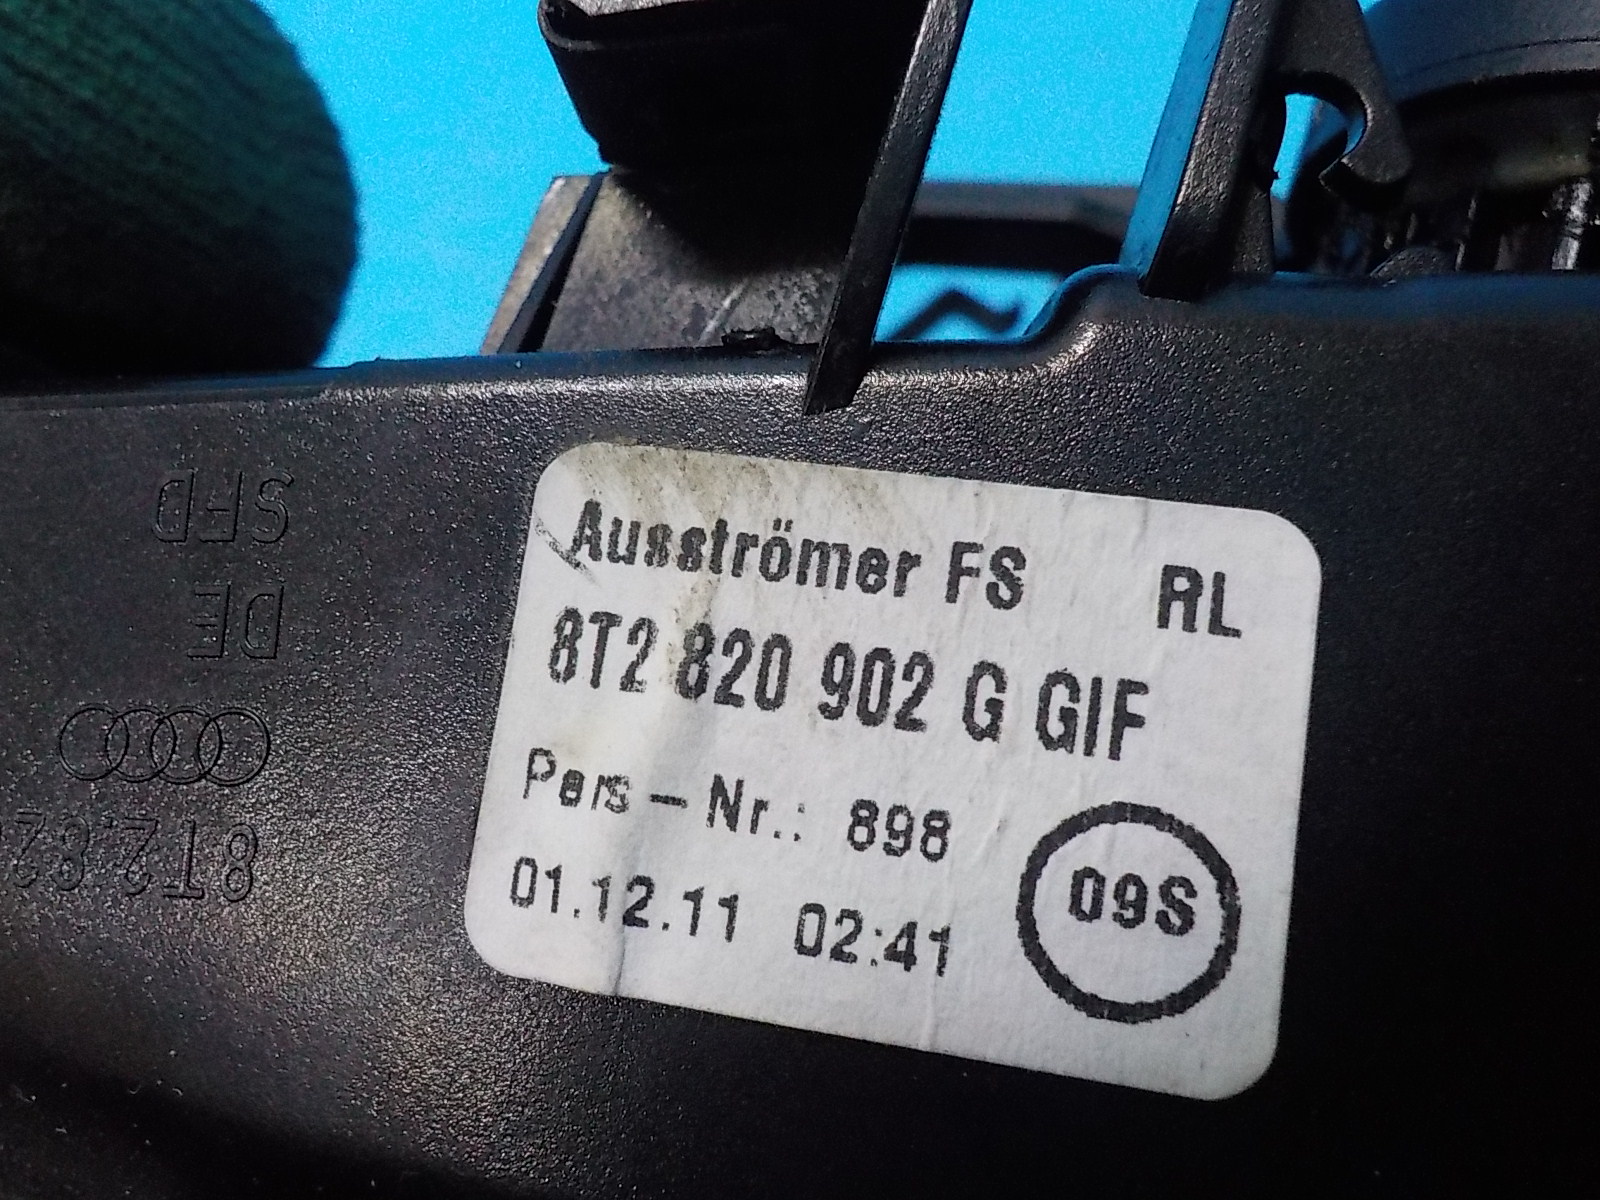 Ausströmer FS RL
8T2 820 902 G GIF
Pers - Nr.: 898
01.12.11 02:41
09S
SFD
DE
8T2.82